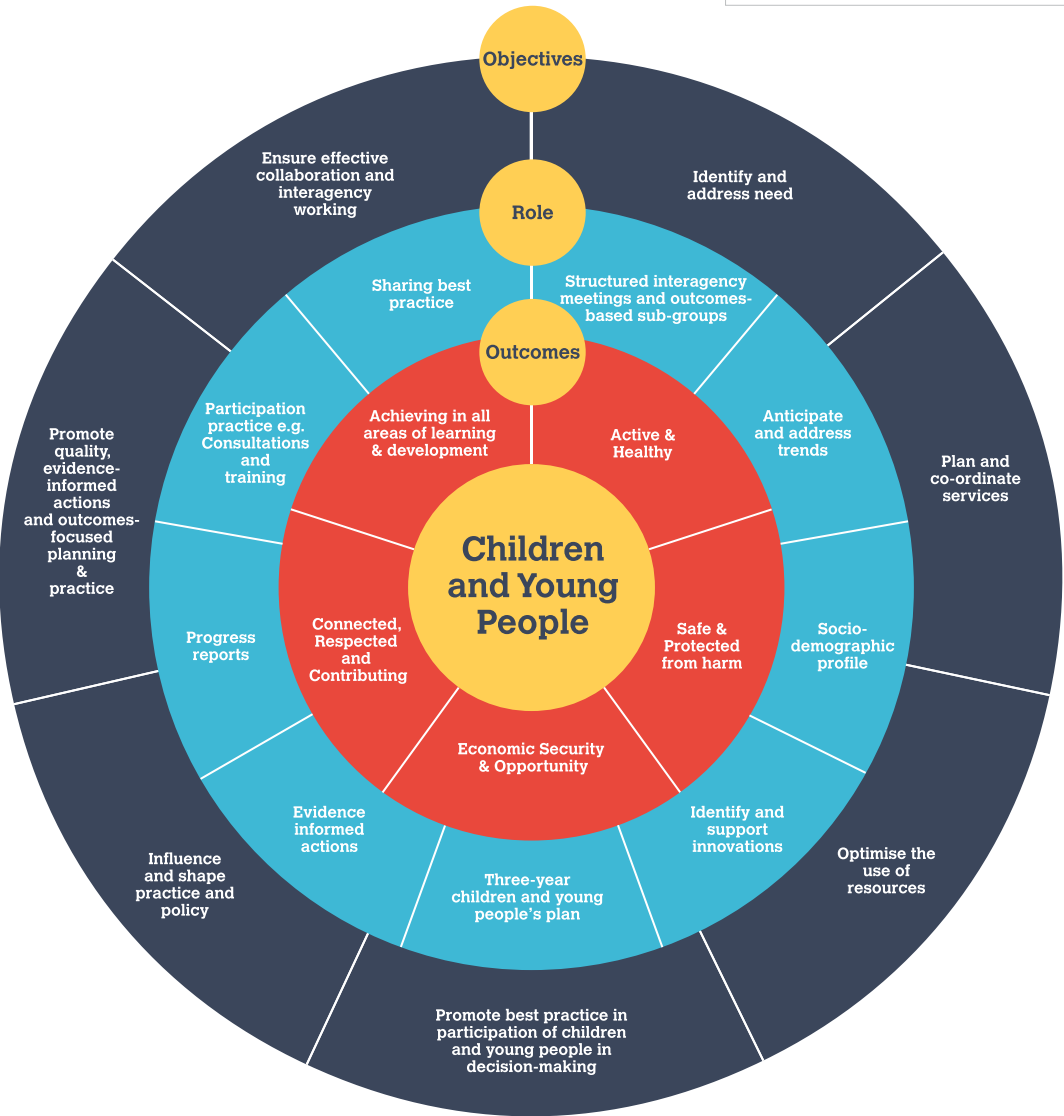 Objectives
Identify and
address need
Plan and
co-ordinate
services
Optimise the
use of
resources
Promote best practice in
participation of children
and young people in
decision-making
Influence
and shape
practice and
policy
Promote
quality,
evidence-
informed
actions
and outcomes-
focused
planning
&
practice
Ensure effective
collaboration and
interagency
working
Role
Structured interagency
meetings and outcomes-
based sub-groups
Anticipate
and address
trends
Socio-
demographic
profile
Identify and
support
innovations
Three-year
children and young
people's plan
Evidence
informed
actions
Progress
reports
Participation
practice e.g.
Consultations
and
training
Sharing best
practice
Outcomes
Active &
Healthy
Safe &
Protected
from harm
Economic Security
& Opportunity
Connected,
Respected
and
Contributing
Achieving in all
areas of learning
& development
Children
and Young
People